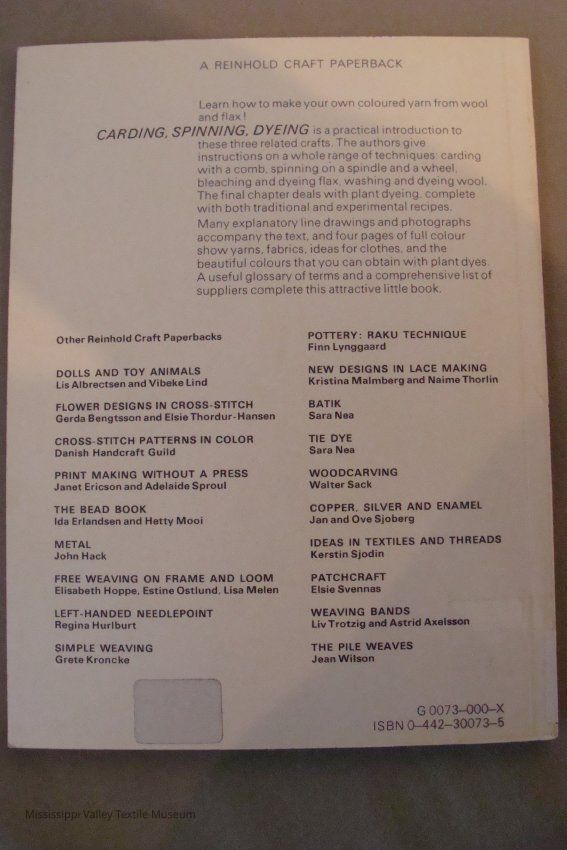 A REINHOLD CRAFT PAPERBACK
Learn how to make your own coloured yarn from wool
and flax!
CARDING, SPINNING, DYEING is a practical introduction to
these three related crafts. The authors give
instructions on a whole range of techniques: carding
with a comb, spinning on a spindle and a wheel,
bleaching and dyeing flax, washing and dyeing wool.
The final chapter deals with plant dyeing, complete
with both traditional and experimental recipes.
Many explanatory line drawings and photographs
accompany the text, and four pages of full colour
show yarns, fabrics, ideas for clothes, and the
beautiful colours that you can obtain with plant dyes.
A useful glossary of terms and a comprehensive list of
suppliers complete this attractive little book.
Other Reinhold Craft Paperbacks
DOLLS AND TOY ANIMALS
Lis Albrectsen and Vibeke Lind
FLOWER DESIGNS IN CROSS-STITCH
Gerda Bengtsson and Elsie Thordur-Hansen
CROSS-STITCH PATTERNS IN COLOR
Danish Handcraft Guild
PRINT MAKING WITHOUT A PRESS
Janet Ericson and Adelaide Sproul
THE BEAD BOOK
Ida Erlandsen and Hetty Mooi
METAL
John Hack
FREE WEAVING ON FRAME AND LOOM
Elisabeth Hoppe, Estine Ostlund, Lisa Melen
LEFT-HANDED NEEDLEPOINT
Regina Hurlburt
SIMPLE WEAVING
Grete Kroncke
POTTERY: RAKU TECHNIQUE
Finn Lynggaard
NEW DESIGNS IN LACE MAKING
Kristina Malmberg and Naime Thorlin
BATIK
Sara Nea
TIE DYE
Sara Nea
WOODCARVING
Walter Sack
COPPER, SILVER AND ENAMEL
Jan and Ove Sjoberg
IDEAS IN TEXTILES AND THREADS
Kerstin Sjodin
PATCHCRAFT
Elsie Svennas
WEAVING BANDS
Liv Trotzig and Astrid Axelsson
THE PILE WEAVES
Jean Wilson
G 0073-000-X
ISBN 0-442-30073-5
Mississippi Valley Textile Museum